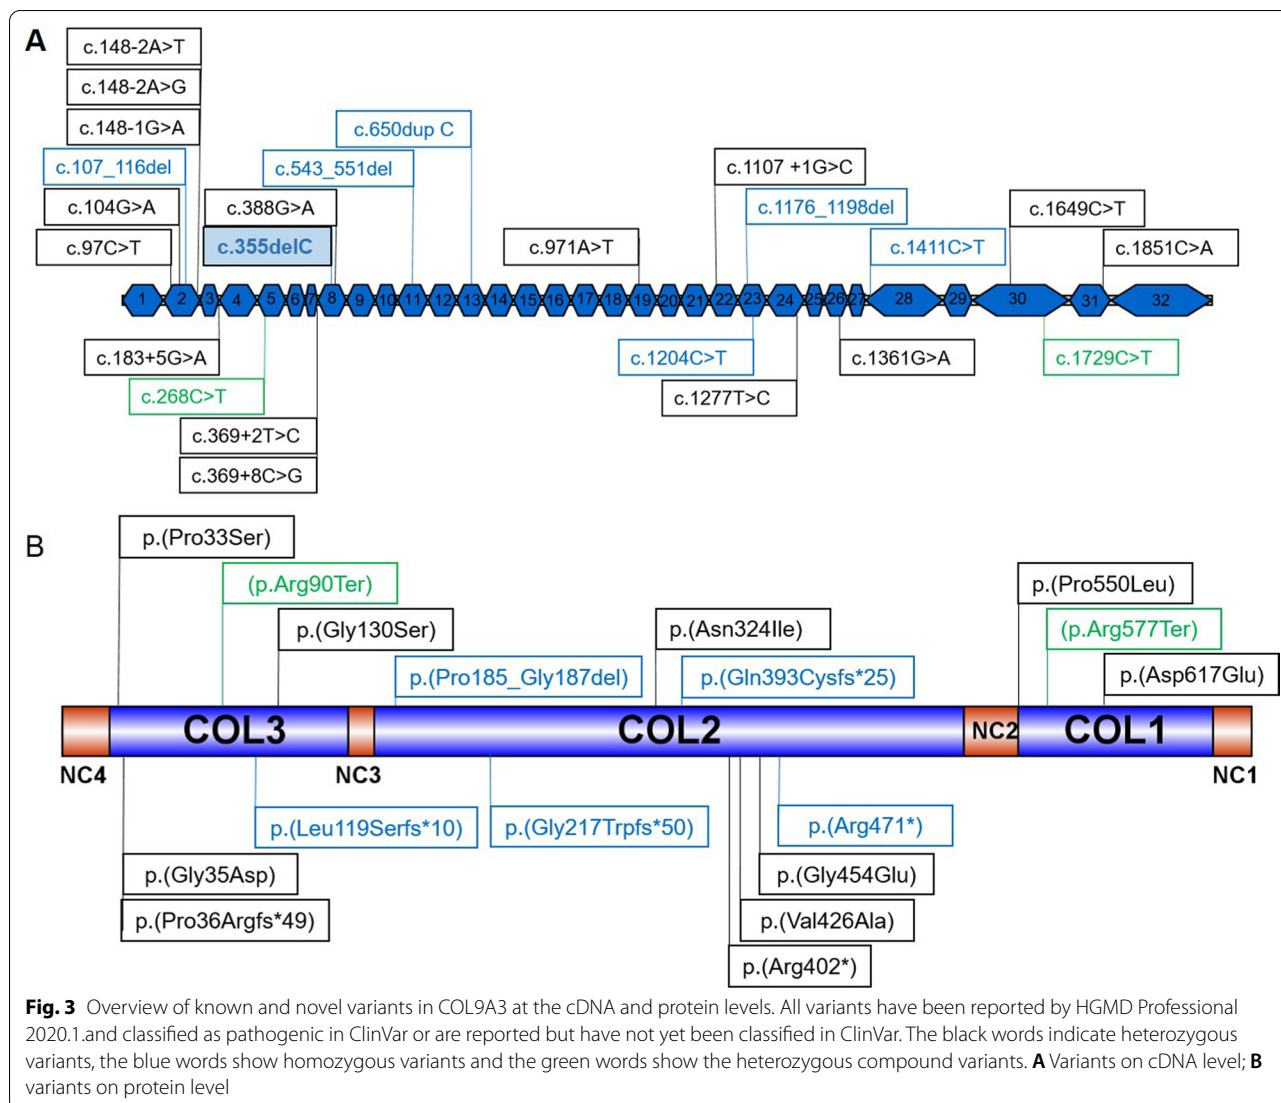 A
c.148-2A>T
c.148-2A>G
c.148-1G>A
c.650dup C
c.107_116del
c.543_551del
c.1107 +1G>C
c.104G>A
c.388G>A
c.1176_1198del
c.1649C>T
c.97C>T
c.355delC
c.971A>T
c.1411C>T
c.1851C>A
1 2 3 4 5 6 7 8 9 10 11 12 13 14 15 16 17 18 19 20 21 22 23 24 25 26 27 28 29 30 31 32
c.183+5G>A
c.1204C>T
c.1361G>A
c.1729C>T
c.268C>T
c.1277T>C
c.369+2T>C
c.369+8C>G
B
p.(Pro33Ser)
(p.Arg90Ter)
p.(Pro550Leu)
p.(Gly130Ser)
p.(Asn324Ile)
(p.Arg577Ter)
p.(Pro185_Gly187del)
p.(Gln393Cysfs*25)
p.(Asp617Glu)
COL3 COL2 NC2 COL1
NC4 NC3 NC1
p.(Leu119Serfs*10)
p.(Gly217Trpfs*50)
p.(Arg471*)
p.(Gly35Asp)
p.(Gly454Glu)
p.(Pro36Argfs*49)
p.(Val426Ala)
p.(Arg402*)
Fig. 3 Overview of known and novel variants in COL9A3 at the cDNA and protein levels. All variants have been reported by HGMD Professional
2020.1.and classified as pathogenic in ClinVar or are reported but have not yet been classified in ClinVar. The black words indicate heterozygous
variants, the blue words show homozygous variants and the green words show the heterozygous compound variants. A Variants on cDNA level; B
variants on protein level